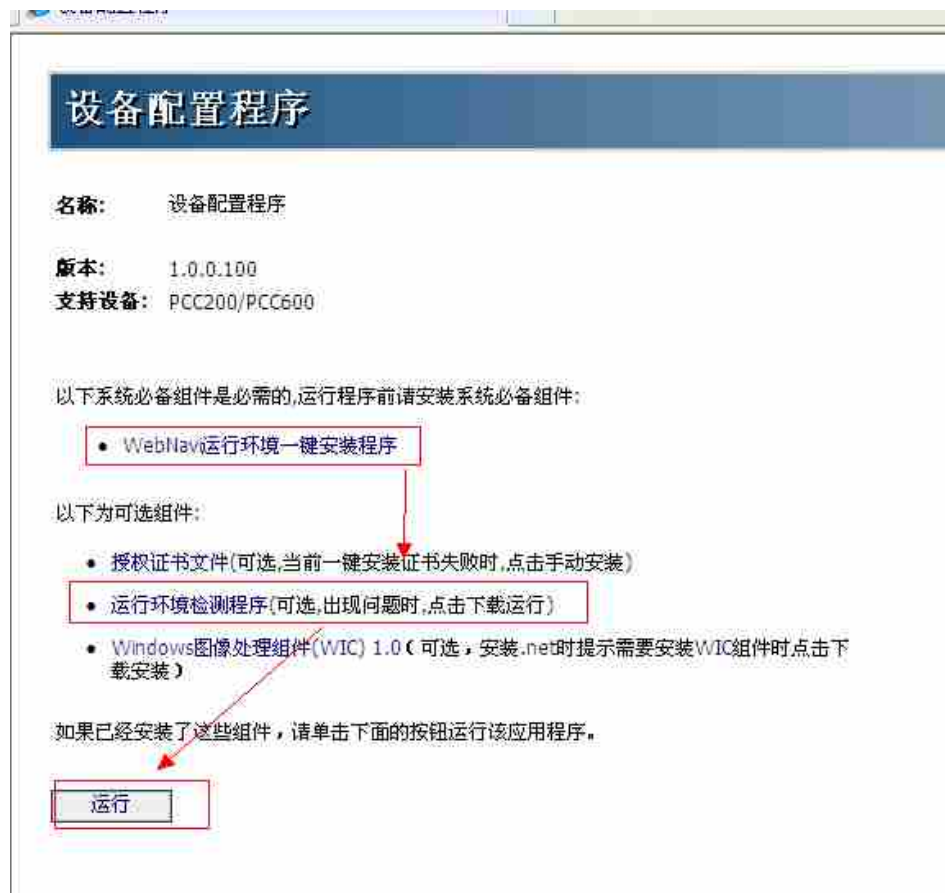 设备配置程序
设备配置程序
名称: 设备配置程序
版本: 1.0.0.100
支持设备: PCC200/PCC600
以下系统必备组件是必需的,运行程序前请安装系统必备组件:
• WebNavi运行环境一键安装程序
以下为可选组件:
• 授权证书文件(可选,当前一键安装证书失败时,点击手动安装)
• 运行环境检测程序(可选,出现问题时,点击下载运行)
• Windows图像处理组件(WIC) 1.0(可选,安装.net时提示需要安装WIC组件时点击下
载安装)
如果已经安装了这些组件,请单击下面的按钮运行该应用程序。
运行